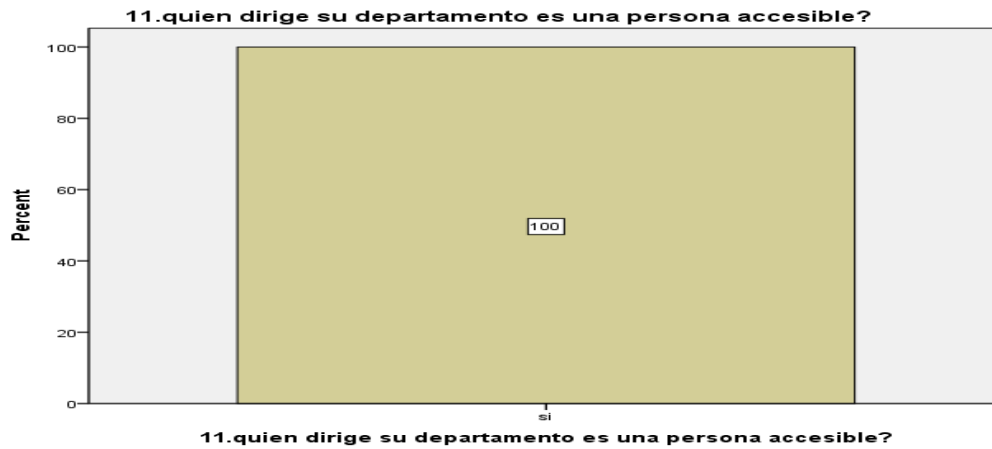 11.quien dirige su departamento es una persona accesible?
100
80
60
40
20
0
Percent
100
si
11.quien dirige su departamento es una persona accesible?